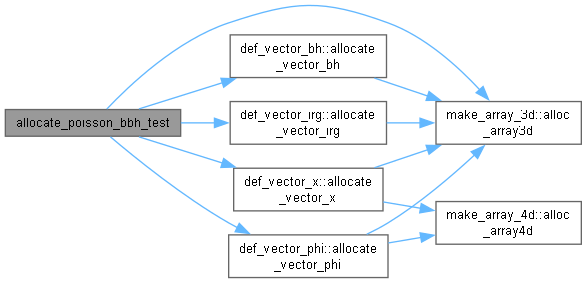 def_vector_bh::allocate
_vector_bh
def_vector_irg::allocate
_vector_irg
allocate_poisson_bbh_test
make_array_3d::alloc
_array3d
def_vector_x::allocate
_vector_x
make_array_4d::alloc
_array4d
def_vector_phi::allocate
_vector_phi